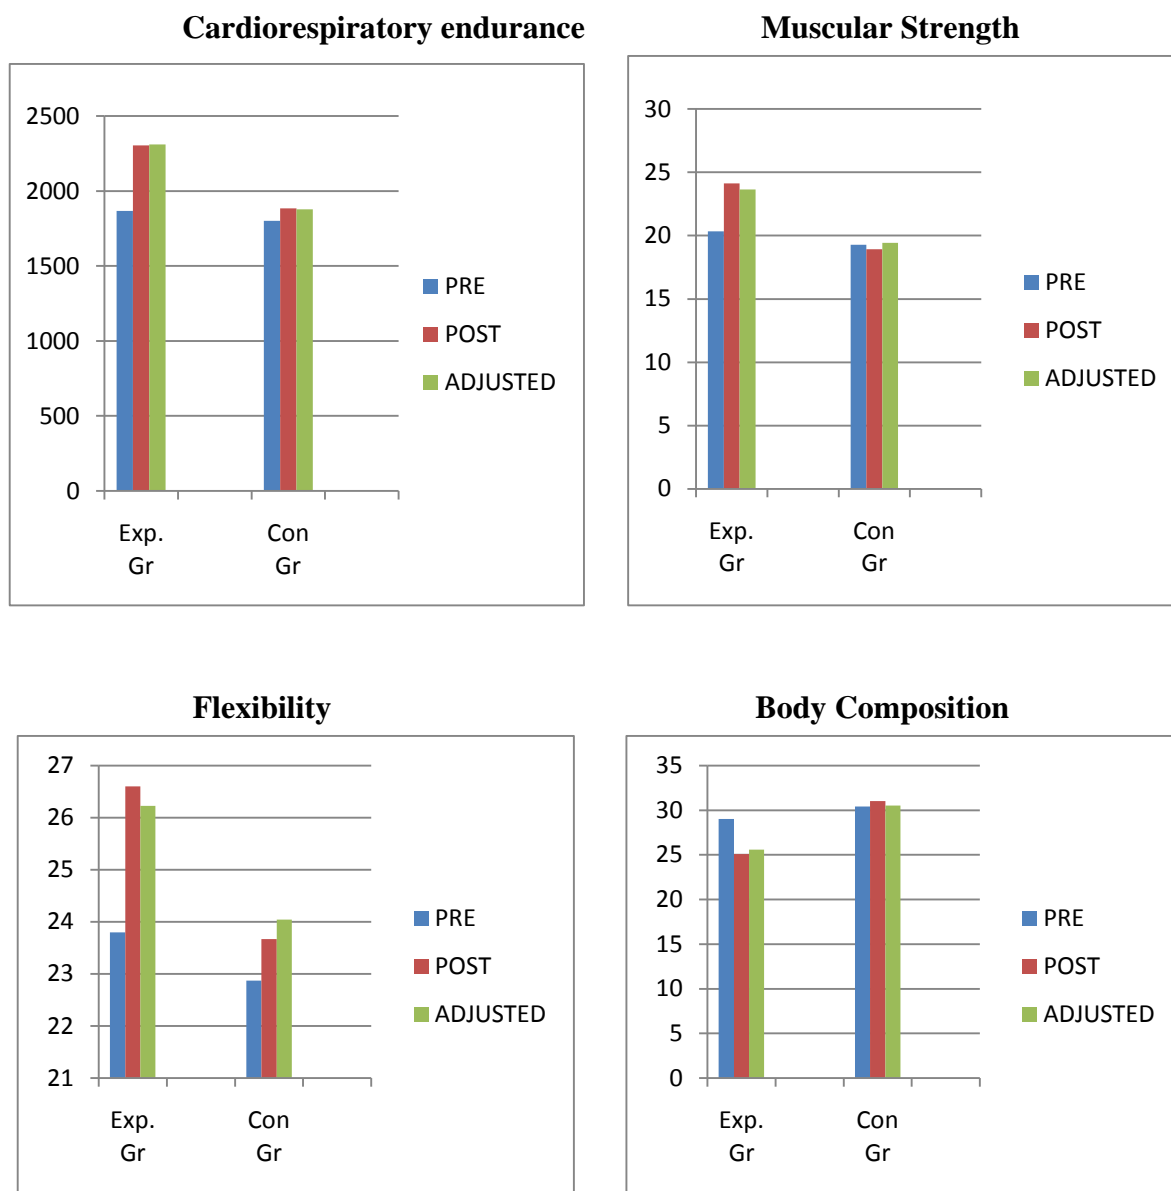 Cardiorespiratory endurance
2500
2000
1500
1000
500
0
Exp.
Gr
Con
Gr
PRE
POST
ADJUSTED
Muscular Strength
30
25
20
15
10
5
0
Exp.
Gr
Con
Gr
PRE
POST
ADJUSTED
Flexibility
27
26
25
24
23
22
21
Exp.
Gr
Con
Gr
PRE
POST
ADJUSTED
Body Composition
35
30
25
20
15
10
5
0
Exp.
Gr
Con
Gr
PRE
POST
ADJUSTED